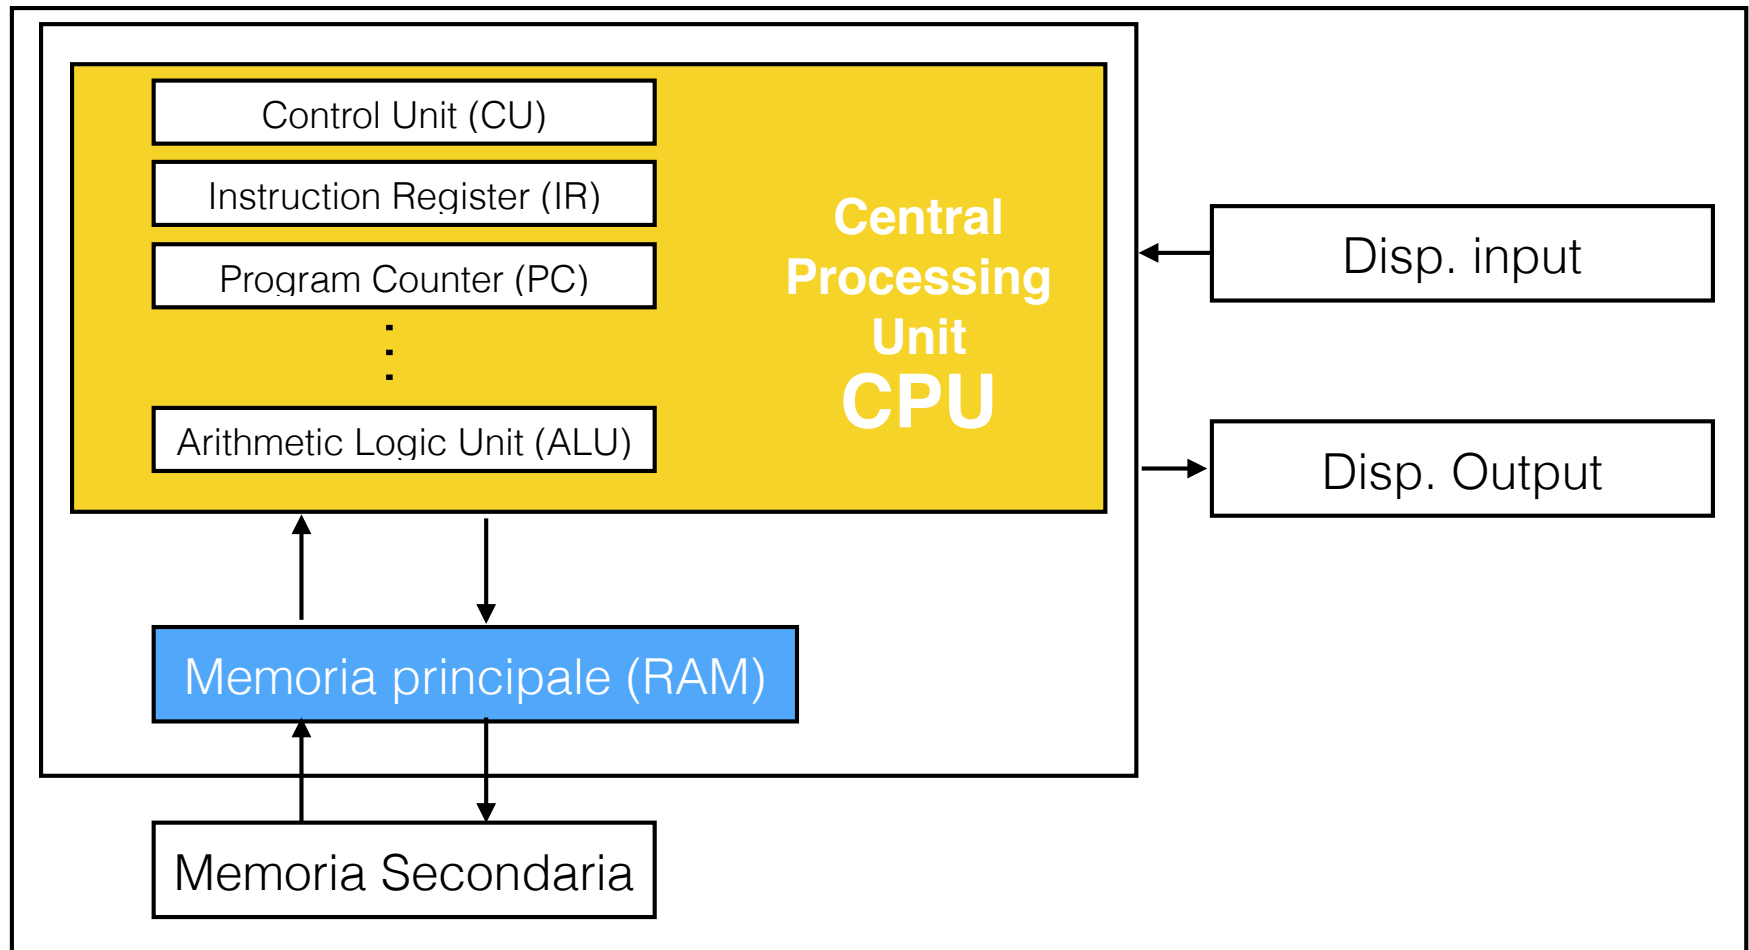 Control Unit (CU)
Instruction Register (IR)
Program Counter (PC)
Arithmetic Logic Unit (ALU)
Central
Processing
Unit
CPU
Disp. input
Disp. Output
Memoria principale (RAM)
Memoria Secondaria